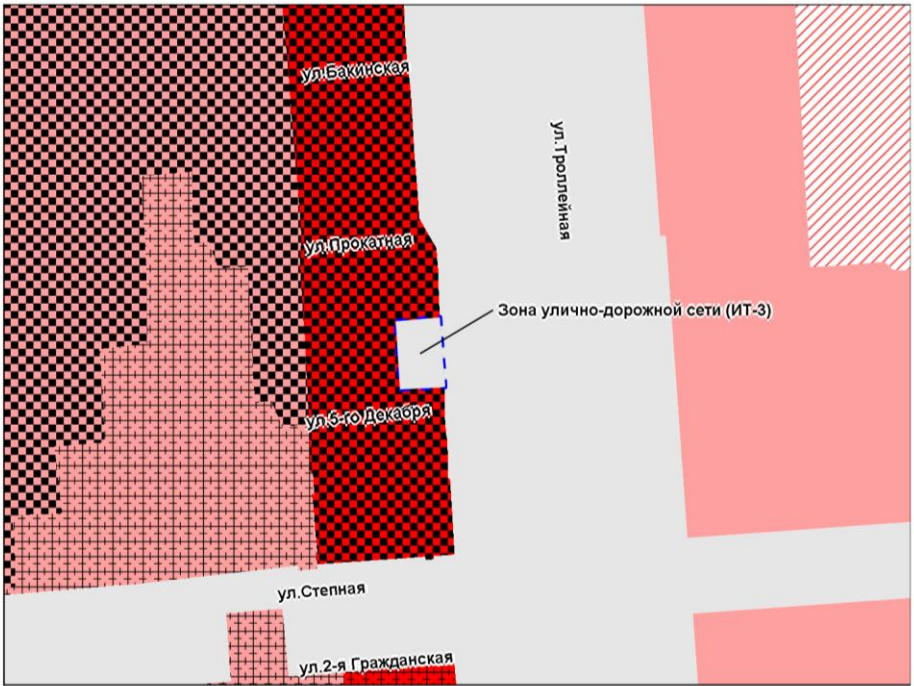 ул.Бакинская
ул.Троллейная
ул.Прокатная
Зона улично-дорожной сети (ИТ-3)
ул.5-го Декабря
ул.Степная
ул.2-я Гражданская